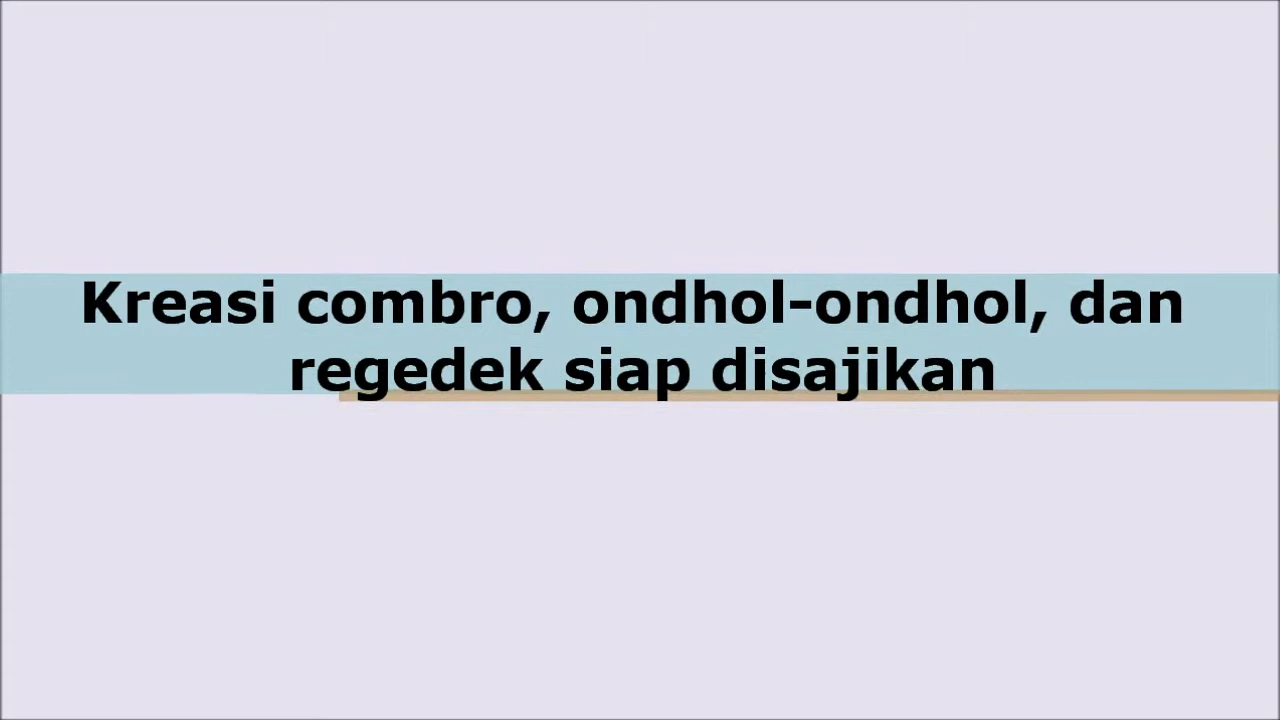 Kreasi combro, ondhol-ondhol, dan
regedek siap disajikan